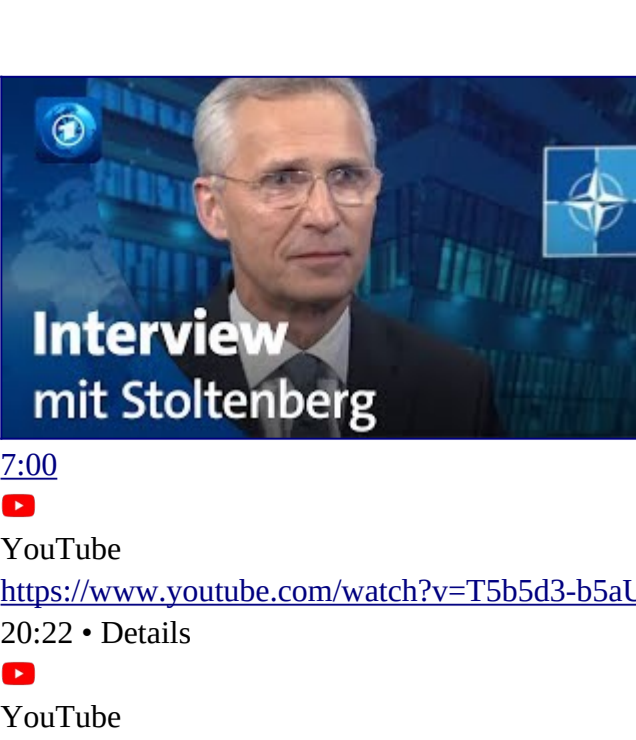 Interview
mit Stoltenberg
7:00
YouTube
https://www.youtube.com/watch?v=T5b5d3-b5aU
20:22 • Details
YouTube